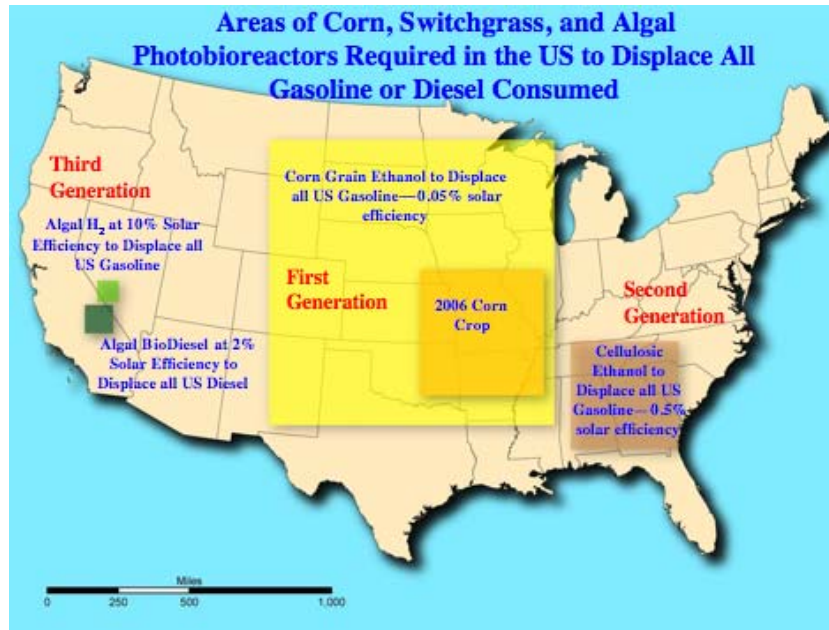 Areas of Corn, Switchgrass, and Algal
Photobioreactors Required in the US to Displace All
Gasoline or Diesel Consumed
Third
Generation
Algal H₂ at 10% Solar
Efficiency to Displace all
US Gasoline
Algal BioDiesel at 2%
Solar Efficiency to
Displace all US Diesel
Corn Grain Ethanol to Displace
all US Gasoline—0.05% solar
efficiency
First
Generation
2006 Corn
Crop
Second
Generation
Cellulosic
Ethanol to
Displace all US
Gasoline—0.5%
solar efficiency
Miles
0 250 500 1,000